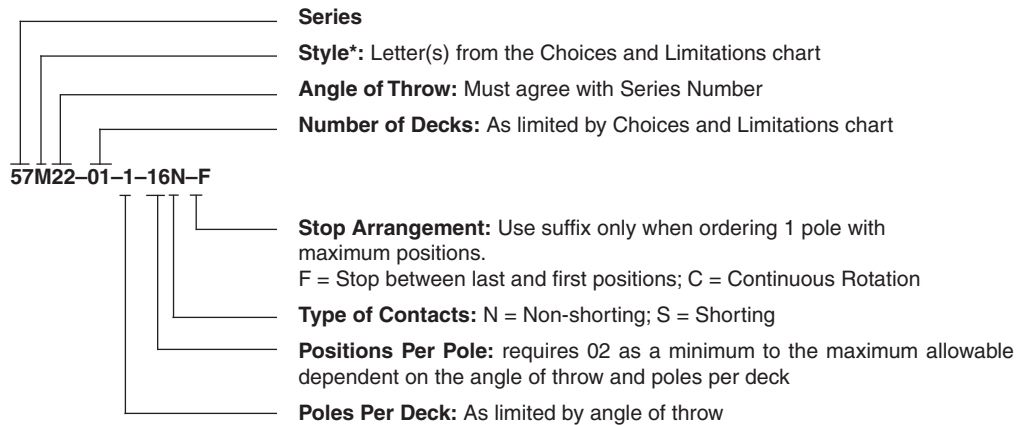 Series
Style*: Letter(s) from the Choices and Limitations chart
Angle of Throw: Must agree with Series Number
Number of Decks: As limited by Choices and Limitations chart
57M22–01–1–16N–F
Stop Arrangement: Use suffix only when ordering 1 pole with
maximum positions.
F = Stop between last and first positions; C = Continuous Rotation
Type of Contacts: N = Non-shorting; S = Shorting
Positions Per Pole: requires 02 as a minimum to the maximum allowable
dependent on the angle of throw and poles per deck
Poles Per Deck: As limited by angle of throw